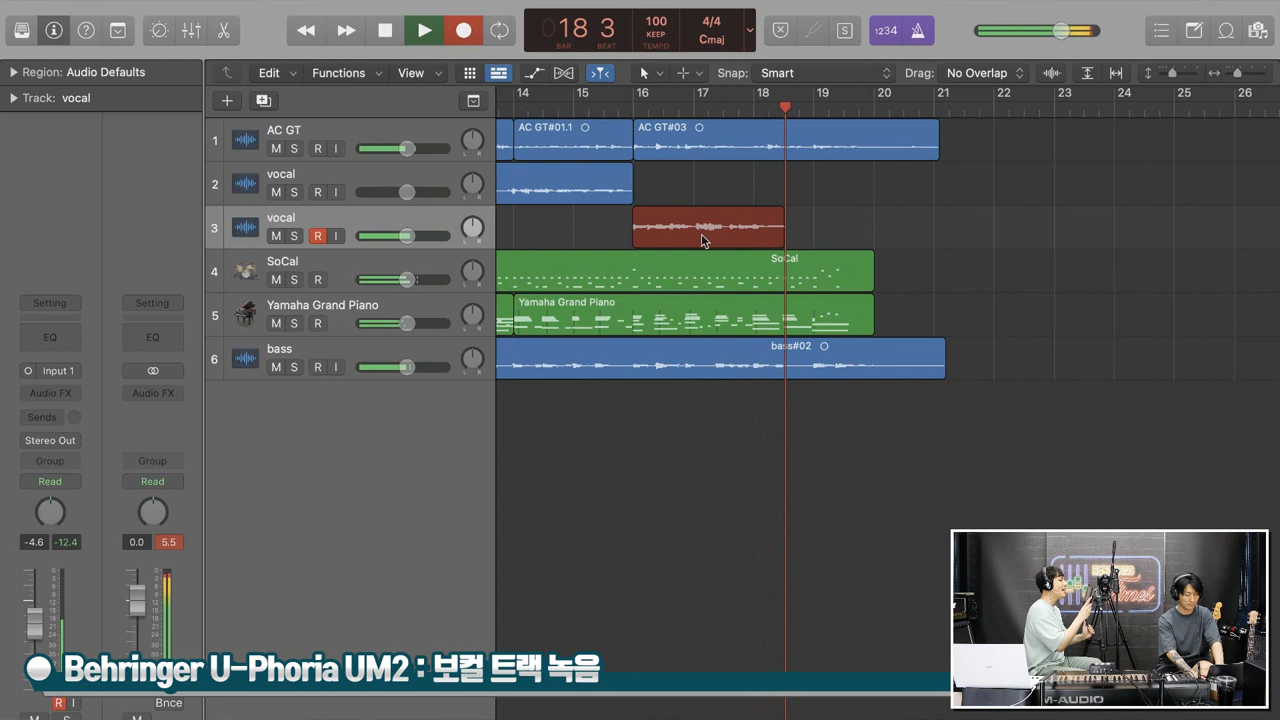 18 3
BAR BEAT
100
KEEP
TEMPO
4/4
Cmaj
S
1234
Region: Audio Defaults
Edit
Functions
View
Snap: Smart
Drag: No Overlap
Track: vocal
14 15 16 17 18 19 20 21 22 23 24 25 26
1
AC GT
M S R I
L R
AC GT#01.1
AC GT#03
2
vocal
M S R I
L R
3
vocal
M S R I
L R
4
SoCal
M S R
L R
SoCal
5
Yamaha Grand Piano
M S R
L R
Yamaha Grand Piano
6
bass
M S R I
L R
bass#02
Setting Setting
EQ EQ
Input 1
Audio FX Audio FX
Sends
Stereo Out
Group Group
Read Read
-4.6 -12.4 0.0 5.5
R I Bnce
Behringer U-Phoria UM2 : 보컬 트랙 녹음
M-AUDIO